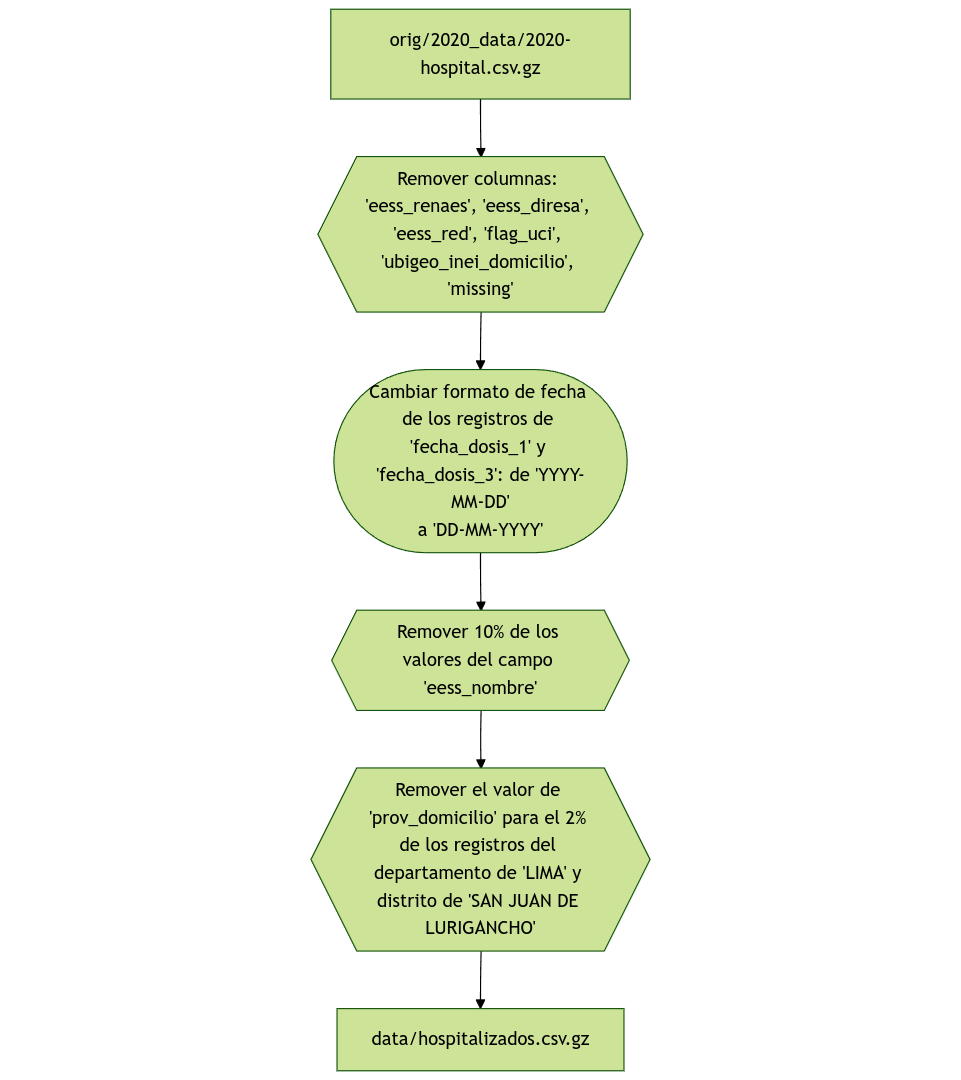 orig/2020_data/2020-
hospital.csv.gz
Remover columnas:
'eess_renaes', 'eess_diresa',
'eess_red', 'flag_uci',
'ubigeo_inei_domicilio',
'missing'
Cambiar formato de fecha
de los registros de
'fecha_dosis_1' y
'fecha_dosis_3': de 'YYYY-
MM-DD'
a 'DD-MM-YYYY'
Remover 10% de los
valores del campo
'eess_nombre'
Remover el valor de
'prov_domicilio' para el 2%
de los registros del
departamento de 'LIMA' y
distrito de 'SAN JUAN DE
LURIGANCHO'
data/hospitalizados.csv.gz